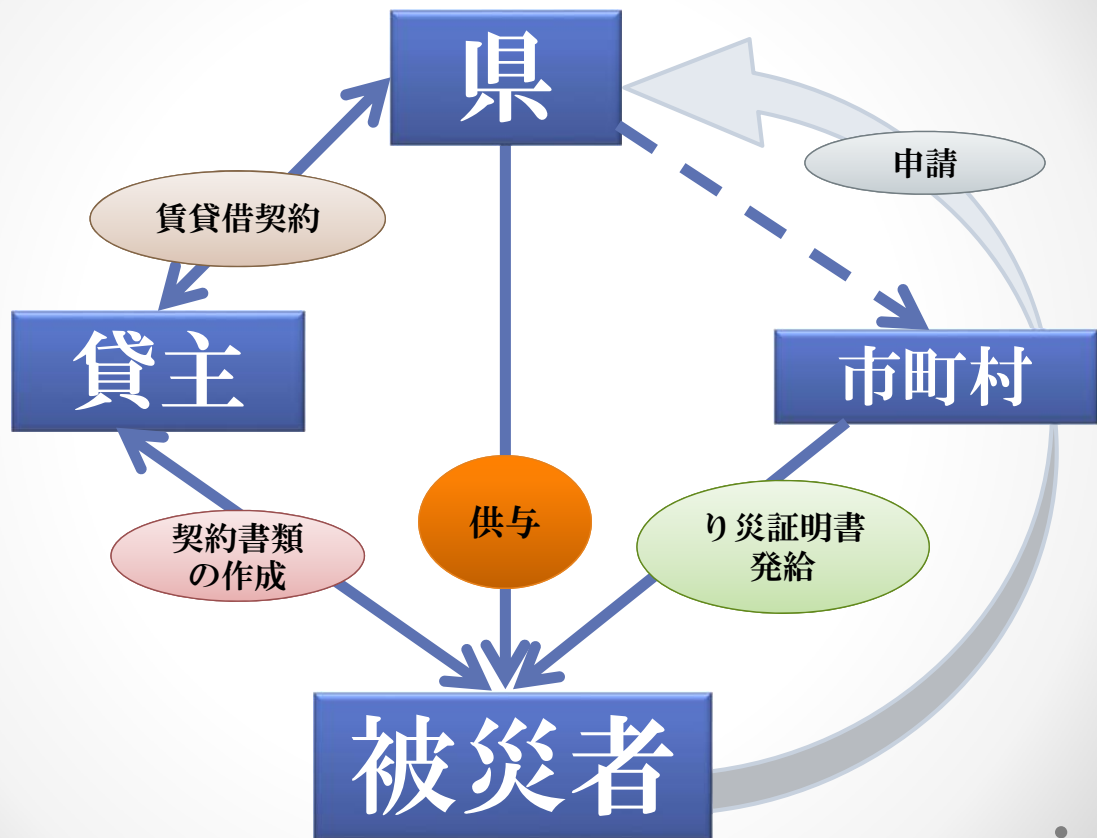 県
申請
賃貸借契約
貸主
市町村
供与
り災証明書
発給
契約書類
の作成
被災者